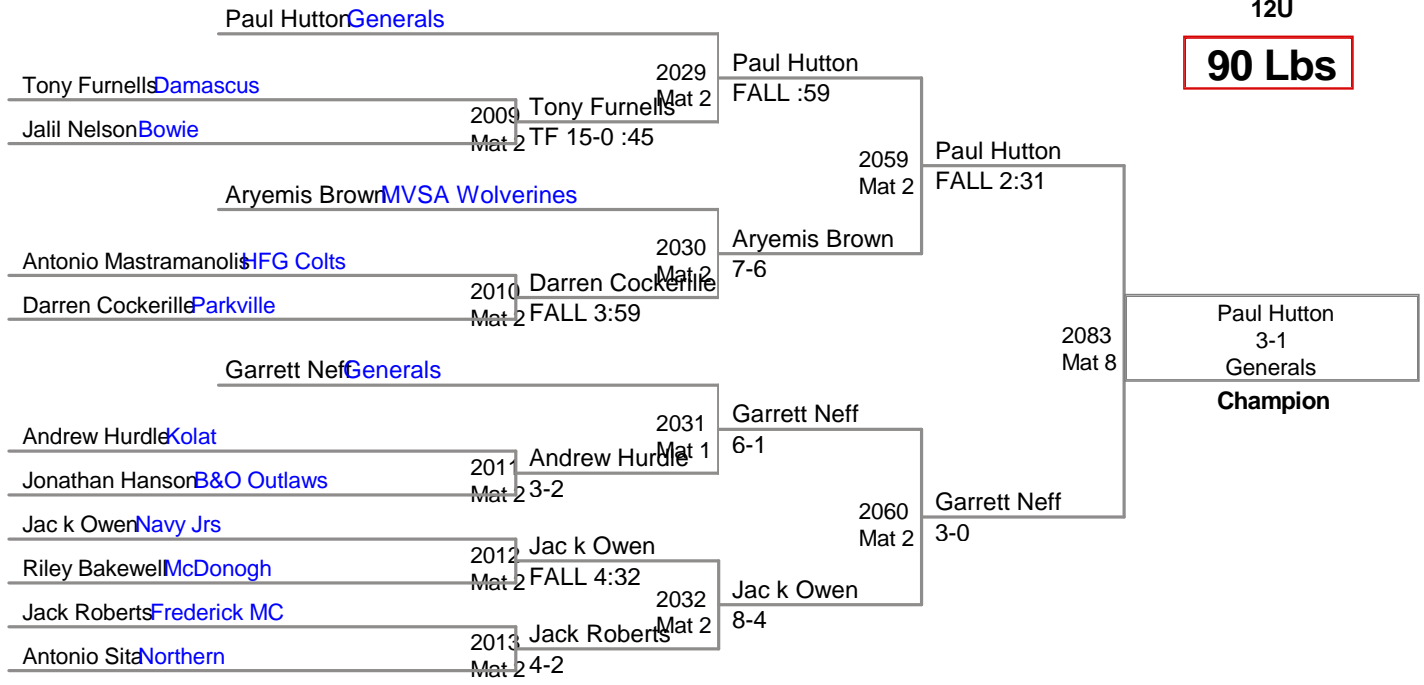 12U
90 Lbs
Paul Hutton Generals
Tony Furnells Damascus
Jalil Nelson Bowie
2009
Mat 2
Tony Furnells
TF 15-0 :45
2029
Mat 2
Paul Hutton
FALL :59
Aryemis Brown MVSA Wolverines
Antonio Mastramanolis HFG Colts
Darren Cockerille Parkville
2010
Mat 2
Darren Cockerille
FALL 3:59
2030
Mat 2
Aryemis Brown
7-6
2059
Mat 2
Paul Hutton
FALL 2:31
Garrett Neff Generals
Andrew Hurdle Kolat
Jonathan Hanson B&O Outlaws
2011
Mat 2
Andrew Hurdle
3-2
2031
Mat 1
Garrett Neff
6-1
Jac k Owen Navy Jrs
Riley Bakewell McDonogh
2012
Mat 2
Jac k Owen
FALL 4:32
Jack Roberts Frederick MC
Antonio Sita Northern
2013
Mat 2
Jack Roberts
4-2
2032
Mat 2
Jac k Owen
8-4
2060
Mat 2
Garrett Neff
3-0
2083
Mat 8
Paul Hutton
3-1
Generals
Champion